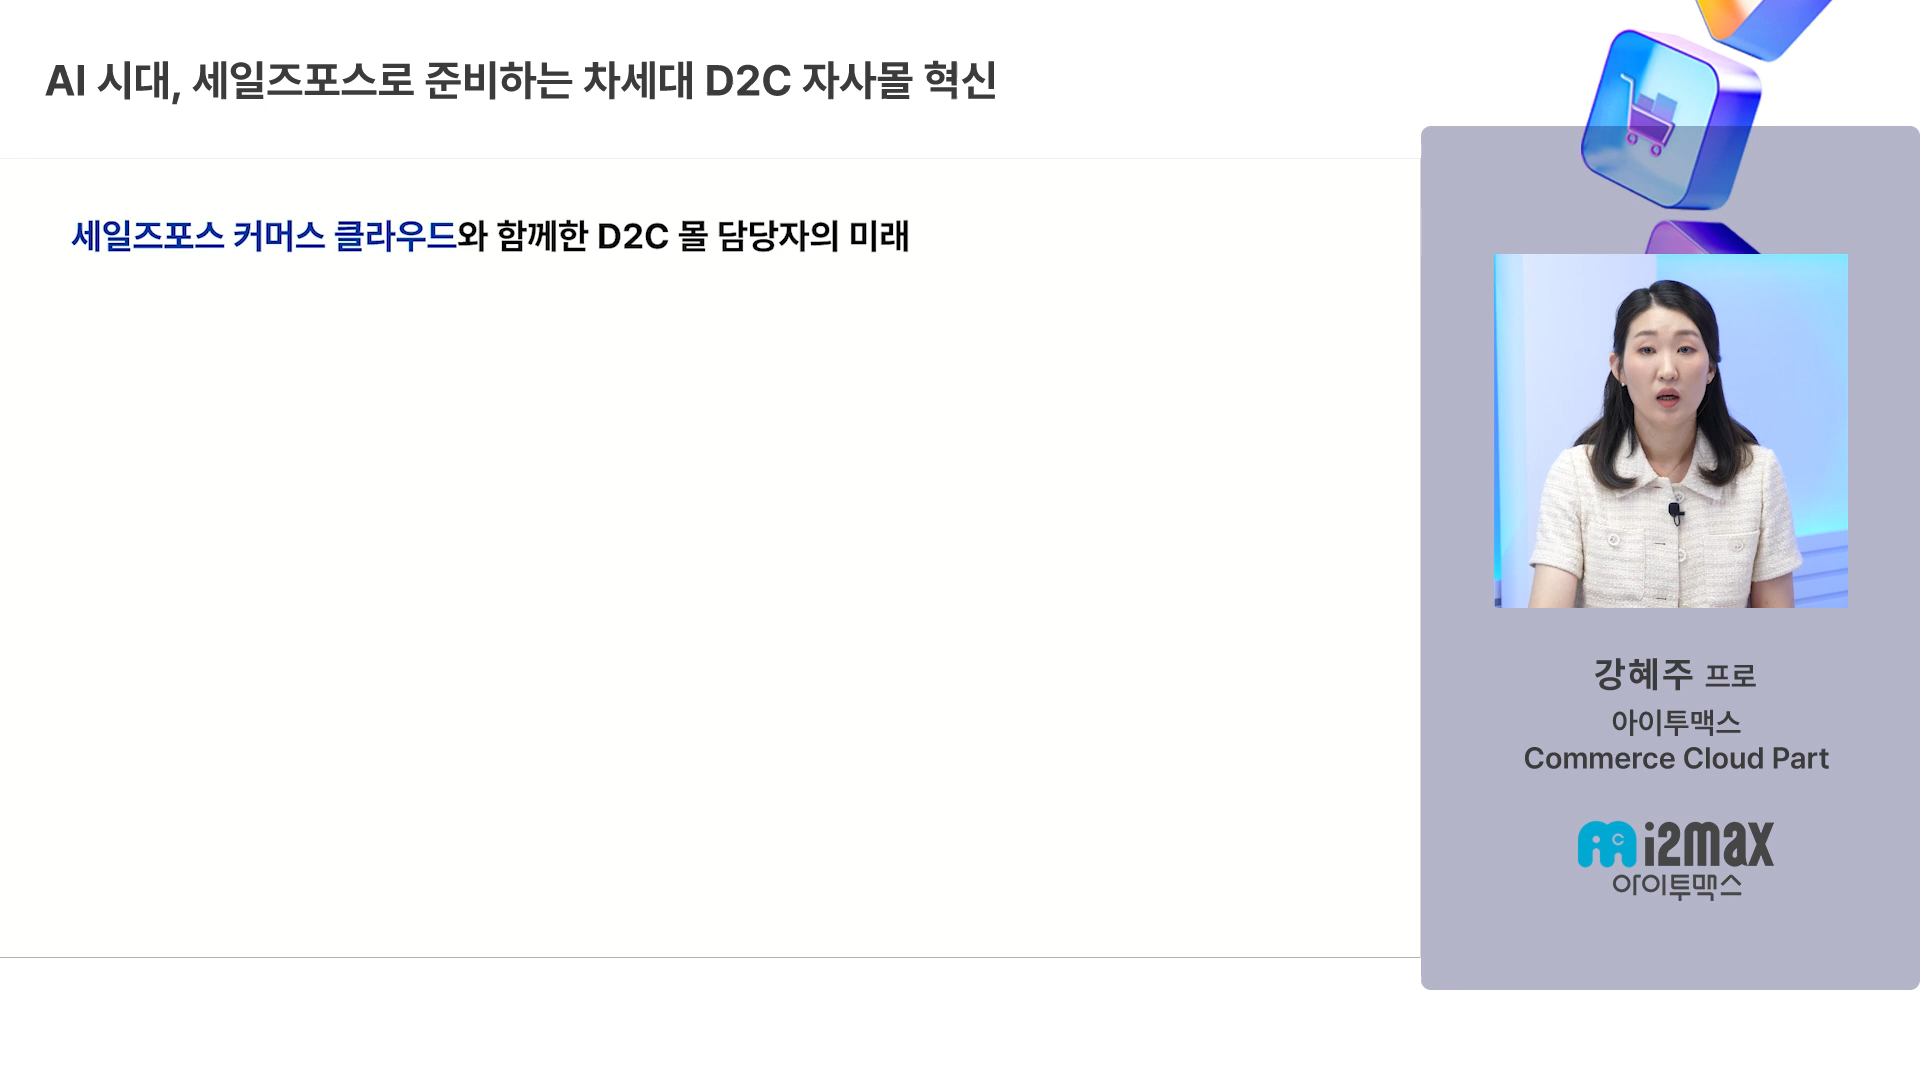 AI 시대, 세일즈포스로 준비하는 차세대 D2C 자사몰 혁신
세일즈포스 커머스 클라우드와 함께한 D2C 몰 담당자의 미래
강혜주 프로
아이투맥스
Commerce Cloud Part
i2max
아이투맥스